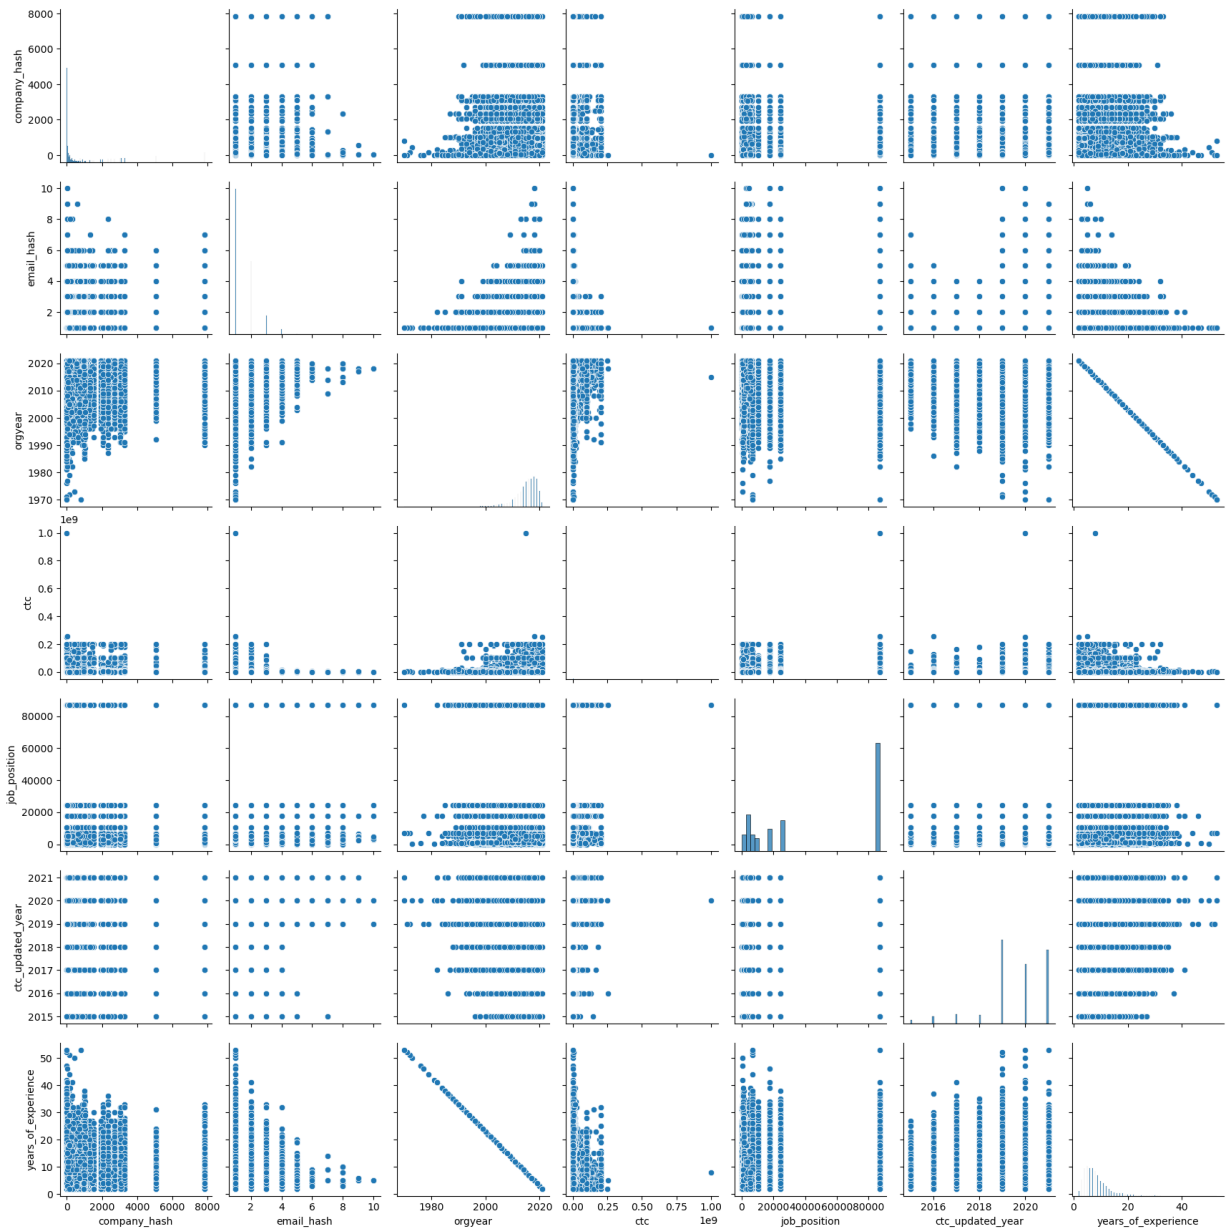 8000
6000
4000
2000
0
company_hash
10
8
6
4
2
email_hash
2020
2010
2000
1990
1980
1970
orgyear
1e9
1.0
0.8
0.6
0.4
0.2
0.0
ctc
80000
60000
40000
20000
0
job_position
2021
2020
2019
2018
2017
2016
2015
ctc_updated_year
50
40
30
20
10
0
years_of_experience
0 2000 4000 6000 8000
company_hash
2 4 6 8 10
email_hash
1980 2000 2020
orgyear
0.00 0.25 0.50 0.75 1.00
ctc 1e9
0 20000 40000 60000 80000
job_position
2016 2018 2020
ctc_updated_year
0 20 40
years_of_experience